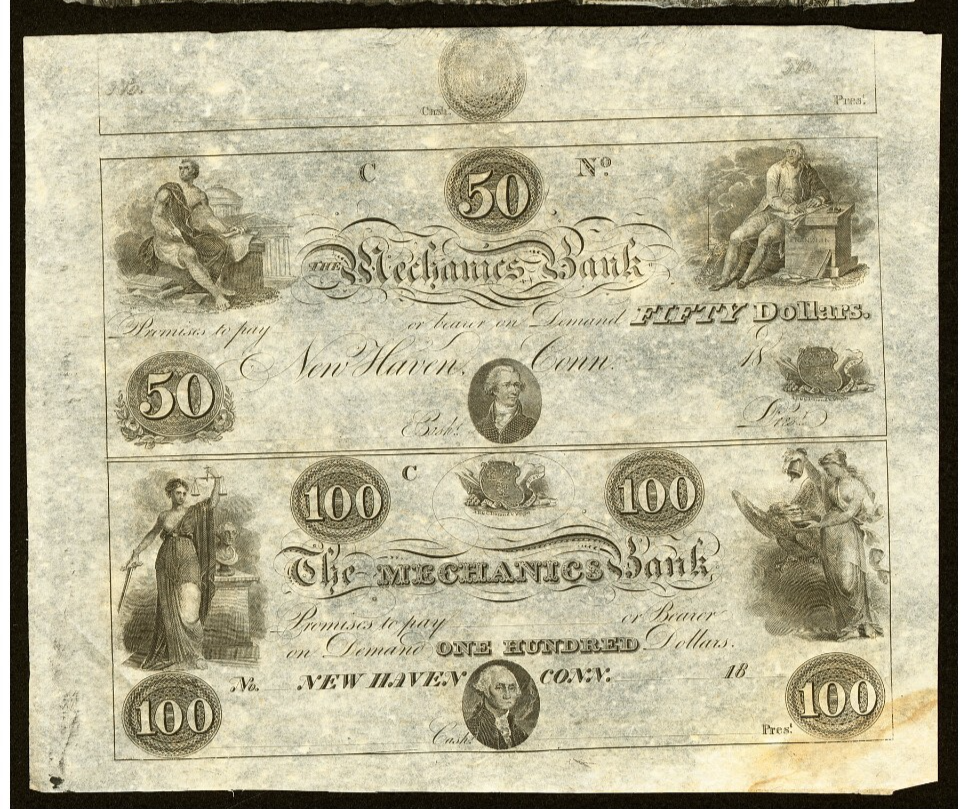 Cash.r Pres.t
C 50 No.
THE Mechanics Bank
Promises to pay or bearer on Demand FIFTY Dollars.
New Haven, Conn. 18
50
Cash.r Pres.t
100 C 100
The MECHANICS Bank
Promises to pay or Bearer
on Demand ONE HUNDRED Dollars.
No. NEW HAVEN CONN. 18
100 100
Cash.r Pres.t